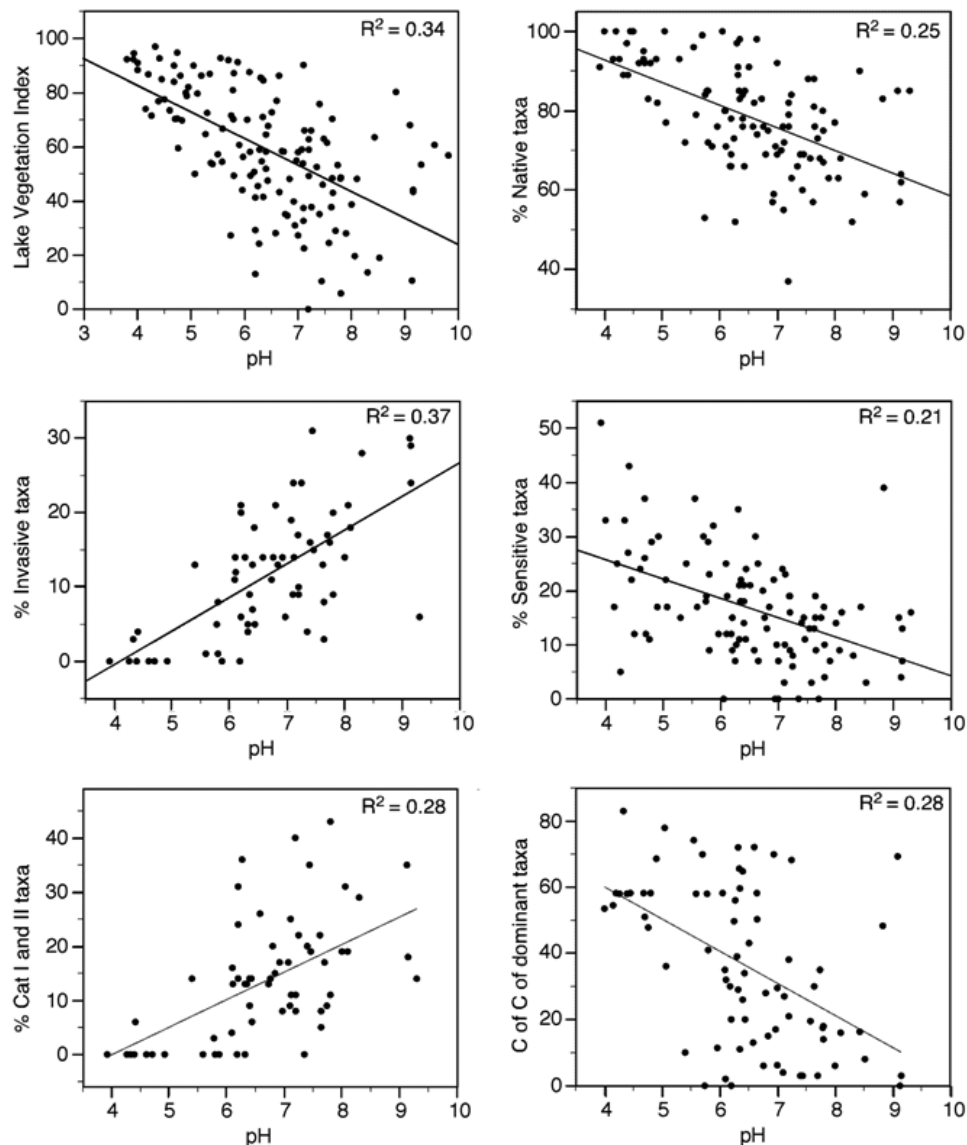 R² = 0.34
Lake Vegetation Index
100
80
60
40
20
0
3 4 5 6 7 8 9 10
pH
R² = 0.25
% Native taxa
100
80
60
40
4 5 6 7 8 9 10
pH
R² = 0.37
% Invasive taxa
30
20
10
0
4 5 6 7 8 9 10
pH
R² = 0.21
% Sensitive taxa
50
40
30
20
10
0
4 5 6 7 8 9 10
pH
R² = 0.28
% Cat I and II taxa
40
30
20
10
0
4 5 6 7 8 9 10
pH
R² = 0.28
C of C of dominant taxa
80
60
40
20
0
4 5 6 7 8 9 10
pH